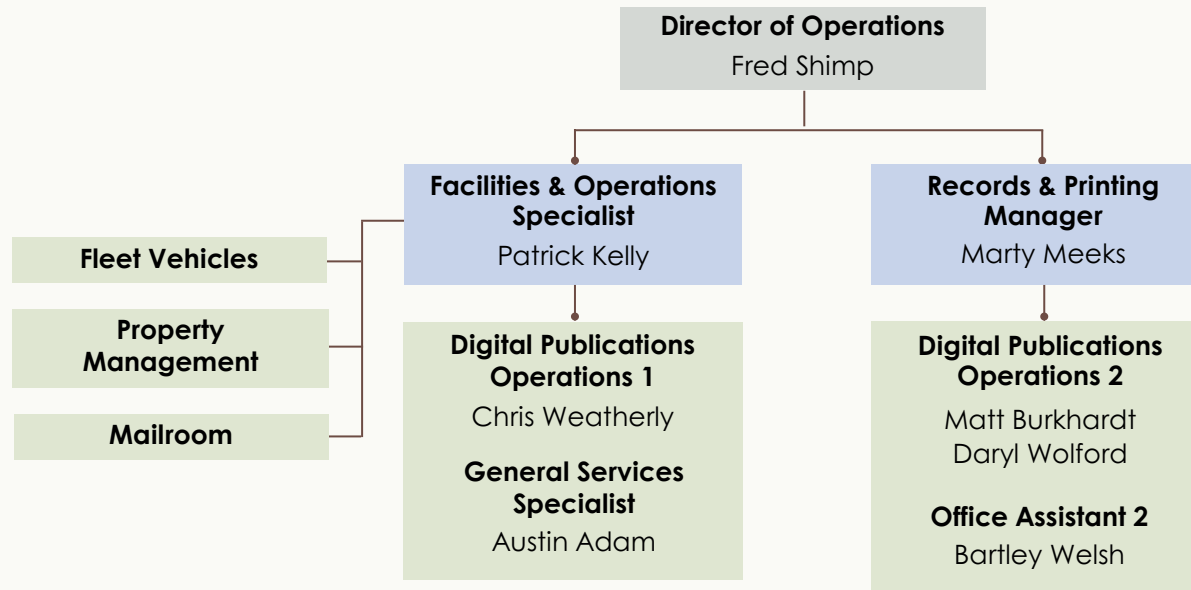 Director of Operations
Fred Shimp
Facilities & Operations
Specialist
Patrick Kelly
Records & Printing
Manager
Marty Meeks
Fleet Vehicles
Property
Management
Mailroom
Digital Publications
Operations 1
Chris Weatherly
General Services
Specialist
Austin Adam
Digital Publications
Operations 2
Matt Burkhardt
Daryl Wolford
Office Assistant 2
Bartley Welsh